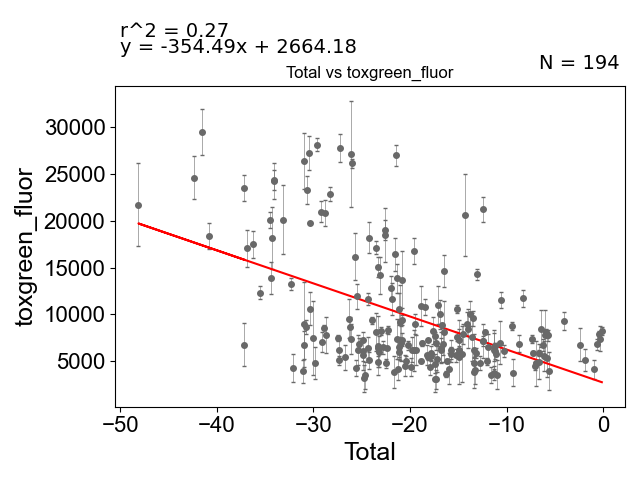 r^2 = 0.27
y = -354.49x + 2664.18
N = 194
Total vs toxgreen_fluor
toxgreen_fluor
30000
25000
20000
15000
10000
5000
−50
−40
−30
−20
−10
0
Total